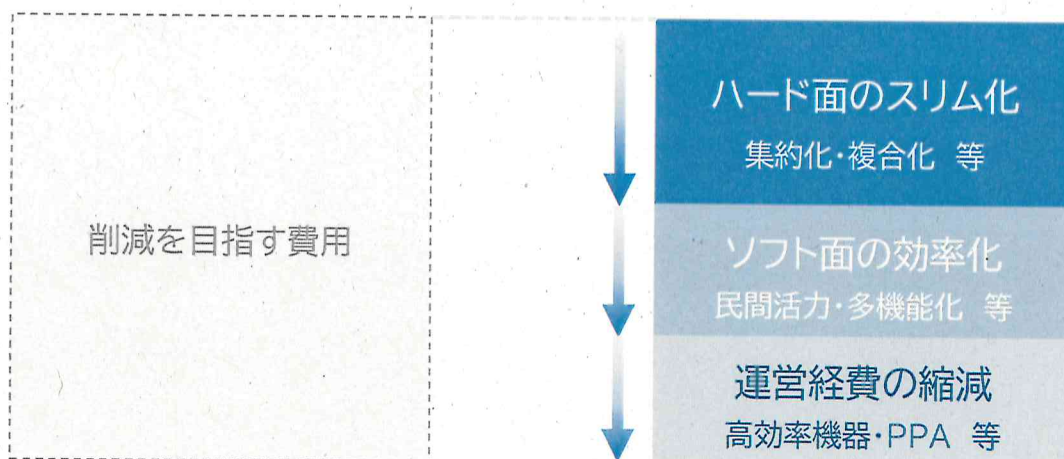 削減を目指す費用
ハード面のスリム化
集約化・複合化 等
ソフト面の効率化
民間活力・多機能化 等
運営経費の縮減
高効率機器・PPA 等